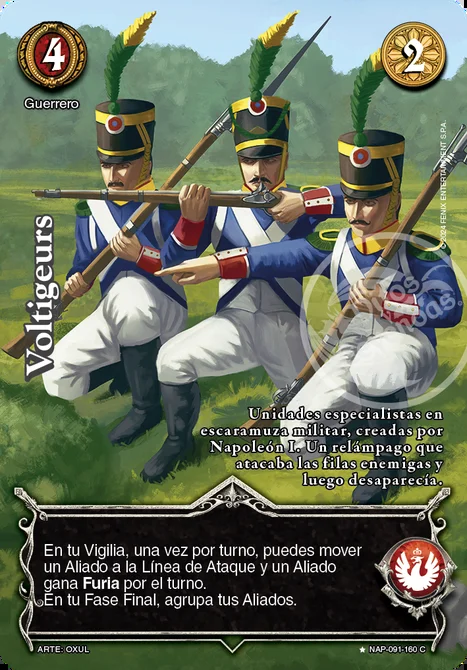 4
2
Guerrero
©2024 FENIX ENTERTAINMENT S.P.A.
Voltigeurs
Unidades especialistas en
escaramuza militar, creadas por
Napoleón I. Un relámpago que
atacaba las filas enemigas y
luego desaparecía.
En tu Vigilia, una vez por turno, puedes mover
un Aliado a la Línea de Ataque y un Aliado
gana Furia por el turno.
En tu Fase Final, agrupa tus Aliados.
ARTE: OXUL
★ NAP-091-160 C